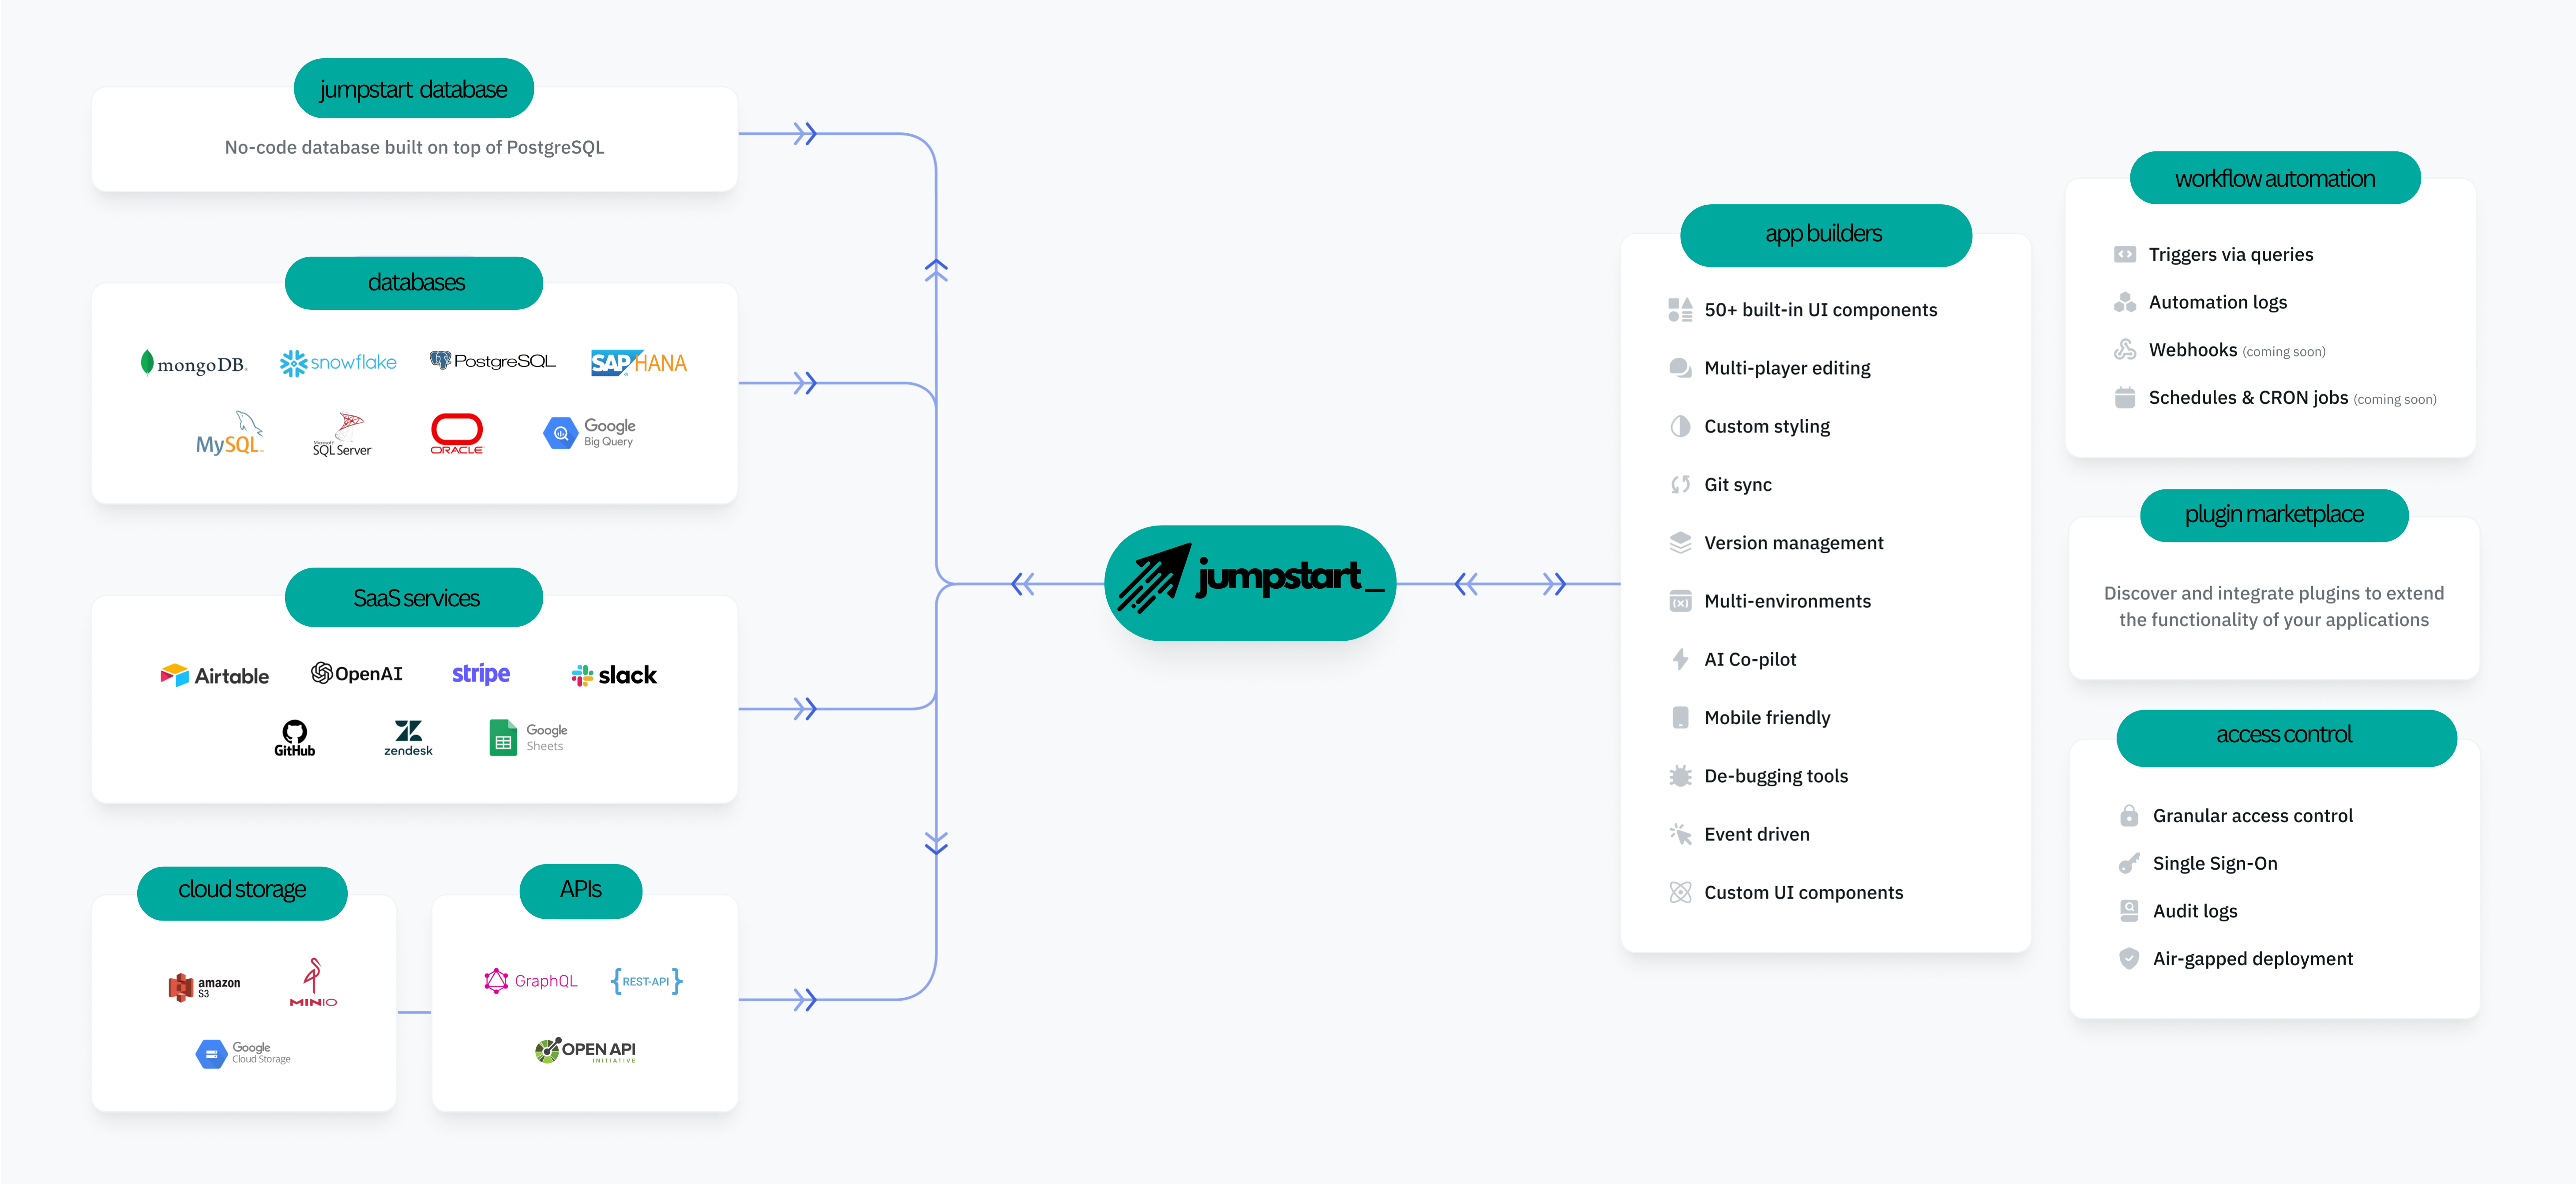 jumpstart database
No-code database built on top of PostgreSQL
databases
mongoDB.
snowflake
PostgreSQL
SAP HANA
MySQL™
Microsoft
SQL Server
ORACLE
Google
Big Query
SaaS services
Airtable
OpenAI
stripe
slack
GitHub
zendesk
Google
Sheets
cloud storage
amazon
S3
MINIO
Google
Cloud Storage
APIs
GraphQL
{REST-API}
OPEN API
INITIATIVE
jumpstart_
app builders
50+ built-in UI components
Multi-player editing
Custom styling
Git sync
Version management
Multi-environments
AI Co-pilot
Mobile friendly
De-bugging tools
Event driven
Custom UI components
workflow automation
Triggers via queries
Automation logs
Webhooks (coming soon)
Schedules & CRON jobs (coming soon)
plugin marketplace
Discover and integrate plugins to extend
the functionality of your applications
access control
Granular access control
Single Sign-On
Audit logs
Air-gapped deployment